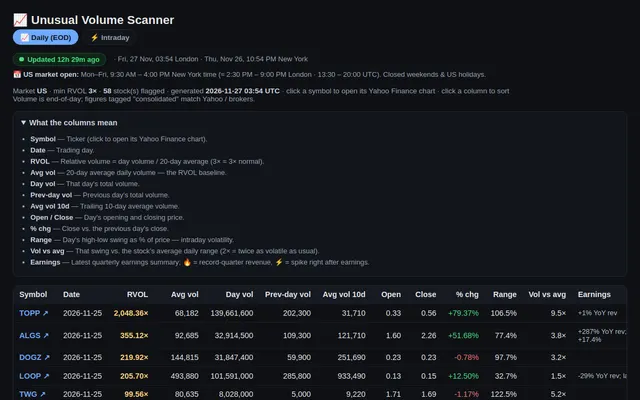 📈 Unusual Volume Scanner
📈 Daily (EOD) ⚡ Intraday
Updated 12h 29m ago · Fri, 27 Nov, 03:54 London · Thu, Nov 26, 10:54 PM New York
📅 US market open: Mon–Fri, 9:30 AM – 4:00 PM New York time (= 2:30 PM – 9:00 PM London · 13:30 – 20:00 UTC). Closed weekends & US holidays.
Market US · min RVOL 3× · 58 stock(s) flagged · generated 2026-11-27 03:54 UTC · click a symbol to open its Yahoo Finance chart · click a column to sort
Volume is end-of-day; figures tagged "consolidated" match Yahoo / brokers.
▼ What the columns mean
• Symbol — Ticker (click to open its Yahoo Finance chart).
• Date — Trading day.
• RVOL — Relative volume = day volume / 20-day average (3× = 3× normal).
• Avg vol — 20-day average daily volume — the RVOL baseline.
• Day vol — That day's total volume.
• Prev-day vol — Previous day's total volume.
• Avg vol 10d — Trailing 10-day average volume.
• Open / Close — Day's opening and closing price.
• % chg — Close vs. the previous day's close.
• Range — Day's high-low swing as % of price — intraday volatility.
• Vol vs avg — That swing vs. the stock's average daily range (2× = twice as volatile as usual).
• Earnings — Latest quarterly earnings summary, 🔥 = record-quarter revenue, ⚡ = spike right after earnings.
Symbol Date RVOL Avg vol Day vol Prev-day vol Avg vol 10d Open Close % chg Range Vol vs avg Earnings
TOPP ↗ 2026-11-25 2,048.36× 68,182 139,661,600 202,300 31,710 0.33 0.56 +79.37% 106.5% 9.5× +1% YoY rev
ALGS ↗ 2026-11-25 355.12× 92,685 32,914,500 109,300 121,710 1.60 2.26 +51.68% 77.4% 3.8× +287% YoY rev;
+17.4%
DOGZ ↗ 2026-11-25 219.92× 144,815 31,847,400 59,900 251,690 0.23 0.23 -0.78% 97.7% 3.2×
LOOP ↗ 2026-11-25 205.70× 493,880 101,591,000 285,800 933,490 0.13 0.15 +12.50% 32.7% 1.5× -29% YoY rev;
TWG ↗ 2026-11-25 99.56× 80,635 8,028,000 5,000 9,220 1.71 1.69 -1.17% 122.5% 5.2×